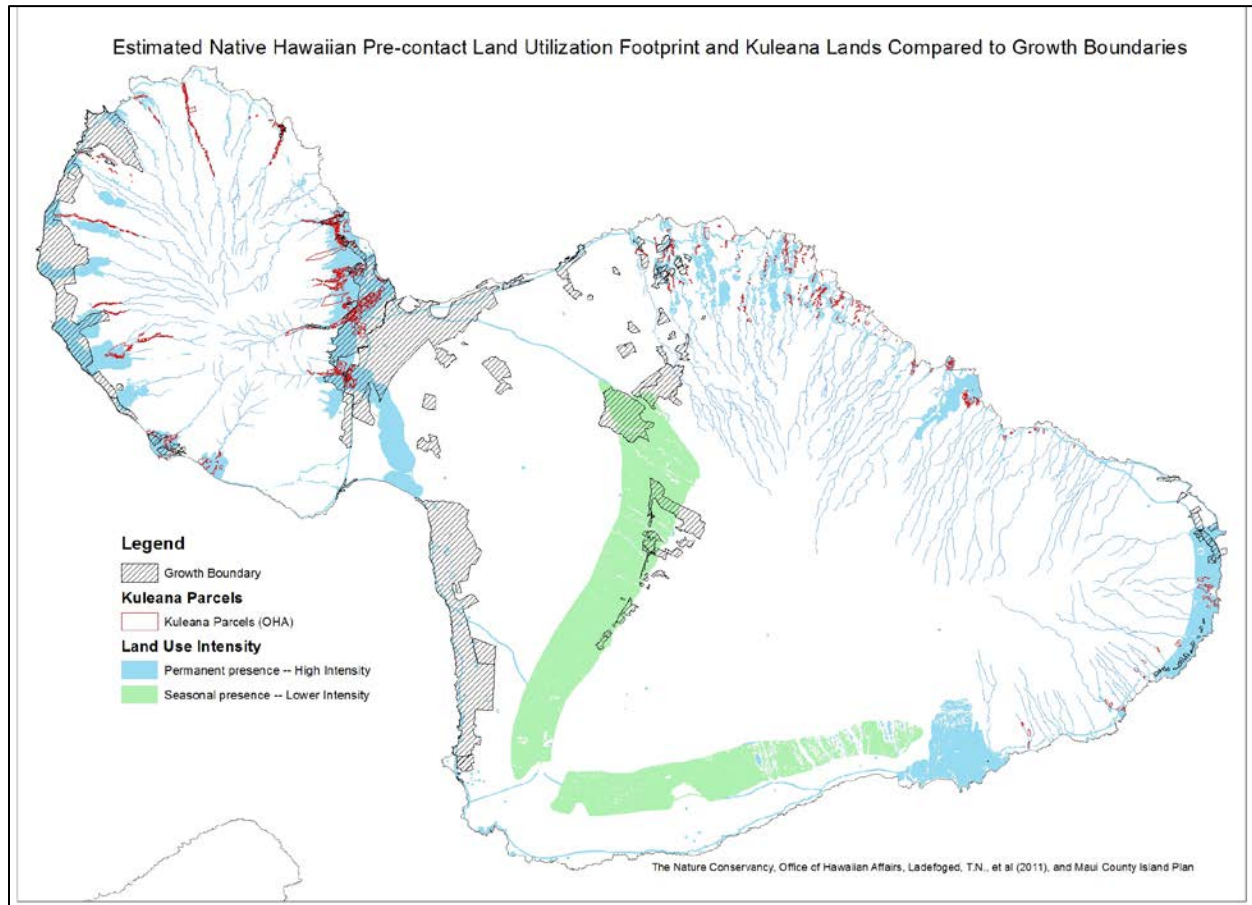 Estimated Native Hawaiian Pre-contact Land Utilization Footprint and Kuleana Lands Compared to Growth Boundaries
Legend
Growth Boundary
Kuleana Parcels
Kuleana Parcels (OHA)
Land Use Intensity
Permanent presence -- High Intensity
Seasonal presence -- Lower Intensity
The Nature Conservancy, Office of Hawaiian Affairs, Ladefoged, T.N., et al (2011), and Maui County Island Plan